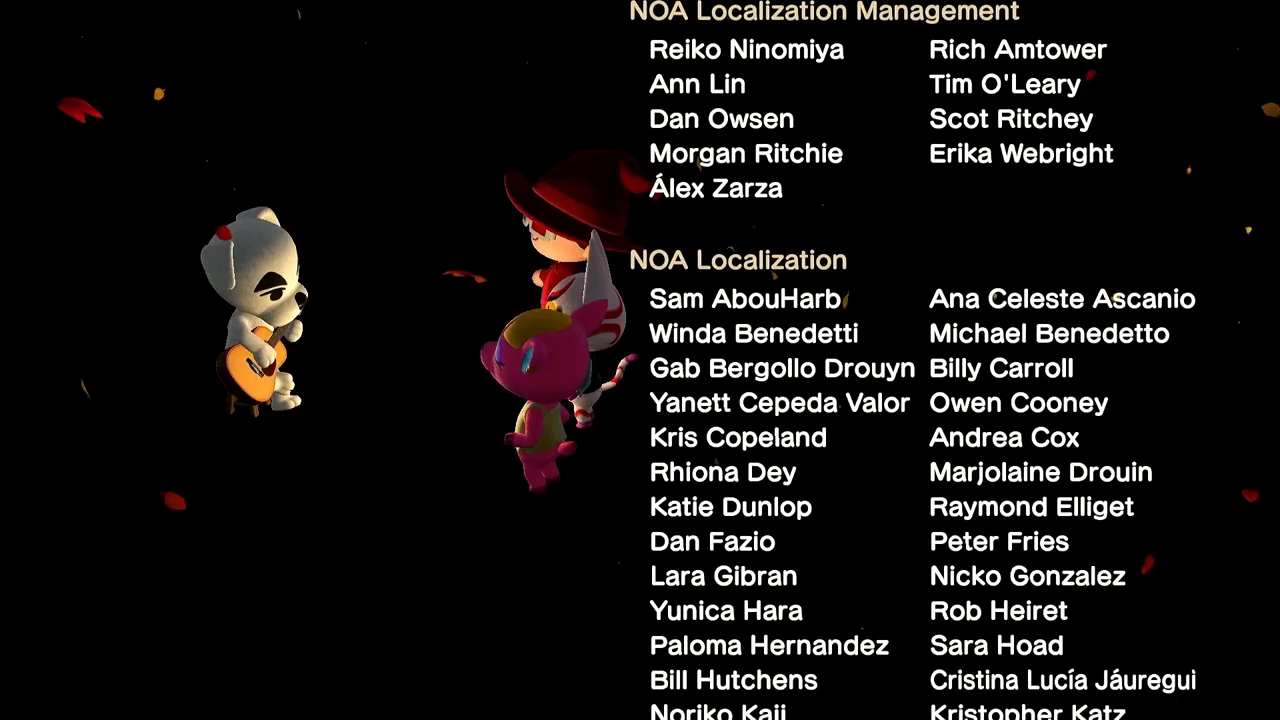 NOA Localization Management
Reiko Ninomiya Rich Amtower
Ann Lin Tim O'Leary
Dan Owsen Scot Ritchey
Morgan Ritchie Erika Webright
Álex Zarza
NOA Localization
Sam AbouHarb Ana Celeste Ascanio
Winda Benedetti Michael Benedetto
Gab Bergollo Drouyn Billy Carroll
Yanett Cepeda Valor Owen Cooney
Kris Copeland Andrea Cox
Rhiona Dey Marjolaine Drouin
Katie Dunlop Raymond Elliget
Dan Fazio Peter Fries
Lara Gibran Nicko Gonzalez
Yunica Hara Rob Heiret
Paloma Hernandez Sara Hoad
Bill Hutchens Cristina Lucía Jáuregui
Noriko Kaji Kristopher Katz